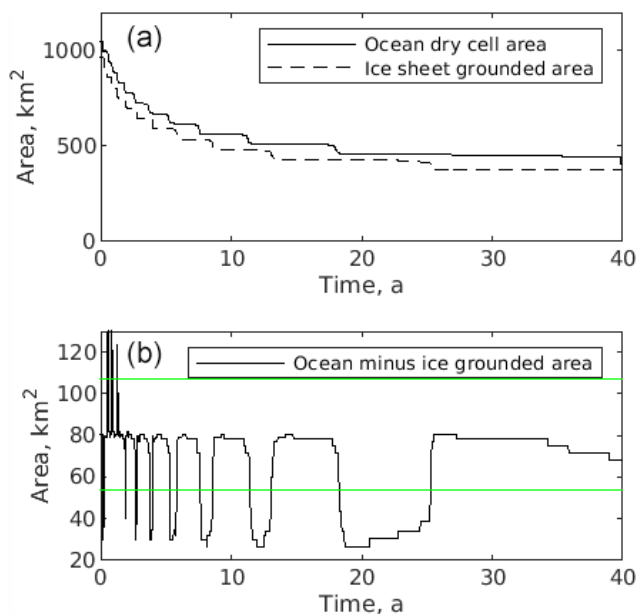 (a)
Ocean dry cell area
Ice sheet grounded area
Area, km²
1000
500
0
0 10 20 30 40
Time, a
(b)
Ocean minus ice grounded area
Area, km²
120
100
80
60
40
20
0 10 20 30 40
Time, a